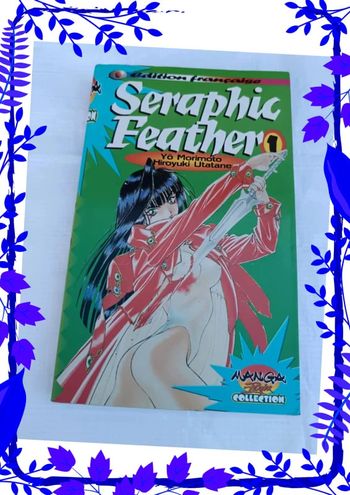 édition française
Seraphic
Feather
1
Yô Morimoto
Hiroyuki Utatane
MANGA
COLLECTION